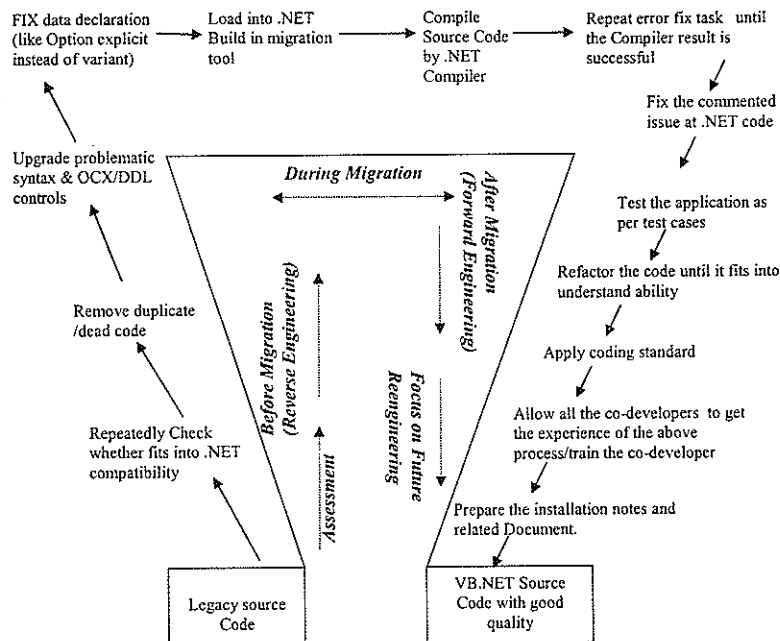 FIX data declaration
(like Option explicit
instead of variant)
Load into .NET
Build in migration
tool
Compile
Source Code
by .NET
Compiler
Repeat error fix task until
the Compiler result is
successful
Fix the commented
issue at .NET code
Upgrade problematic
syntax & OCX/DDL
controls
During Migration
After Migration
(Forward Engineering)
Test the application as
per test cases
Refactor the code until it fits into
understand ability
Remove duplicate
/dead code
Before Migration
(Reverse Engineering)
Apply coding standard
Focus on Future
Reengineering
Allow all the co-developers to get
the experience of the above
process/train the co-developer
Repeatedly Check
whether fits into .NET
compatibility
Assessment
Prepare the installation notes and
related Document.
Legacy source
Code
VB.NET Source
Code with good
quality